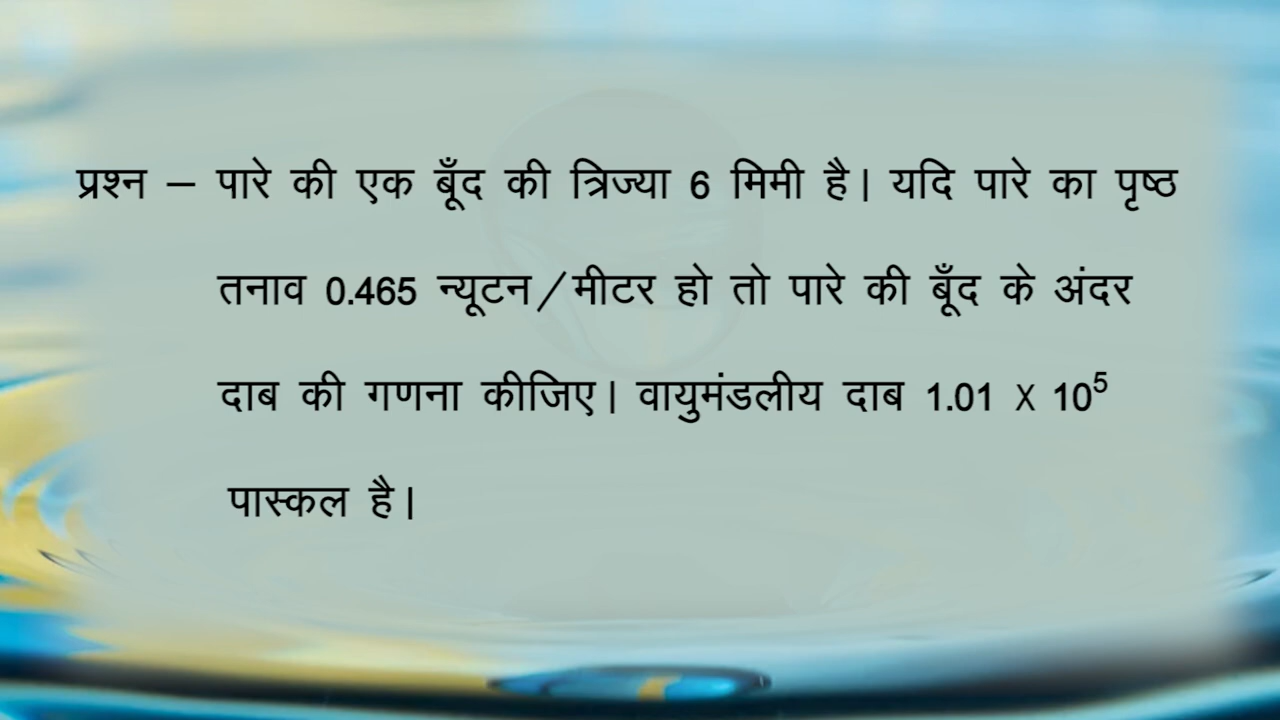 प्रश्न – पारे की एक बूँद की त्रिज्या 6 मिमी है। यदि पारे का पृष्ठ
तनाव 0.465 न्यूटन/मीटर हो तो पारे की बूँद के अंदर
दाब की गणना कीजिए। वायुमंडलीय दाब 1.01 X 10⁵
पास्कल है।